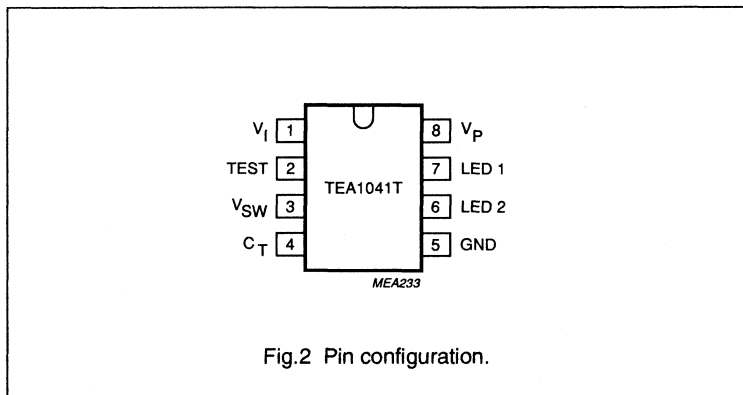 V_I 1 8 V_P
TEST 2 7 LED 1
TEA1041T
V_SW 3 6 LED 2
C_T 4 5 GND
MEA233
Fig.2 Pin configuration.